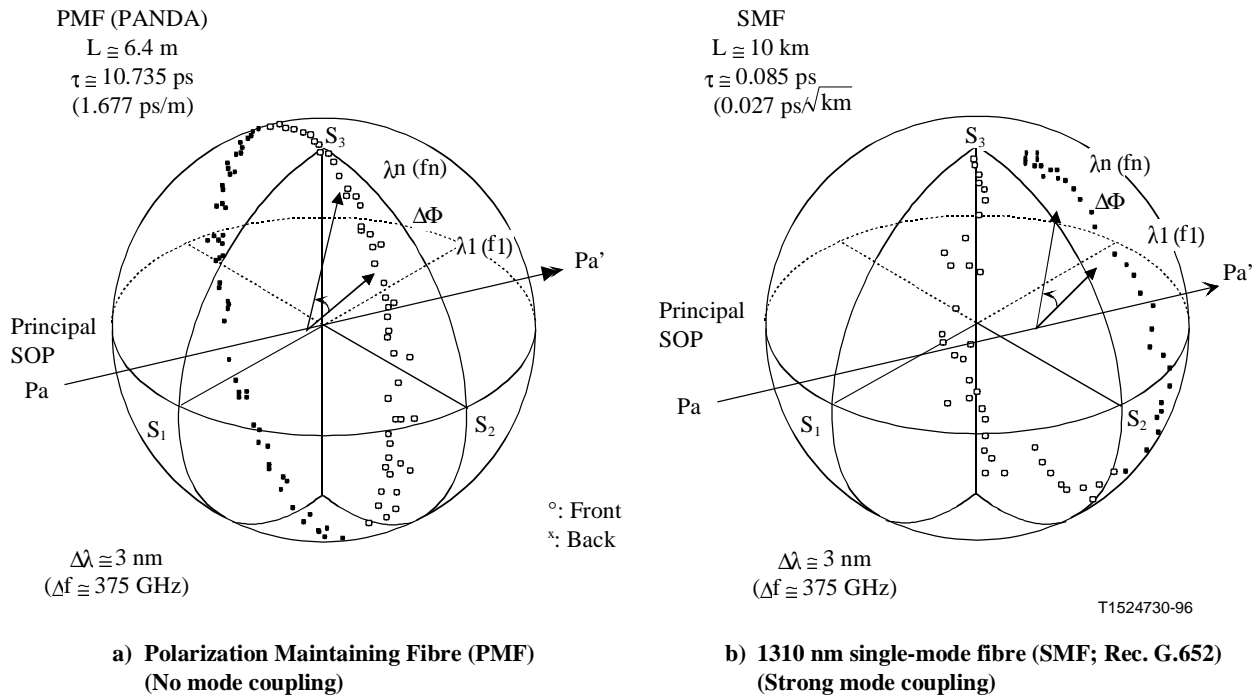 PMF (PANDA)
L ≅ 6.4 m
τ ≅ 10.735 ps
(1.677 ps/m)
S3
λn (fn)
ΔΦ
λ1 (f1)
Pa’
Principal
SOP
Pa
S1
S2
°: Front
x: Back
Δλ ≅ 3 nm
(Δf ≅ 375 GHz)
a) Polarization Maintaining Fibre (PMF)
(No mode coupling)
SMF
L ≅ 10 km
τ ≅ 0.085 ps
(0.027 ps/√km
S3
λn (fn)
ΔΦ
λ1 (f1)
Pa’
Principal
SOP
Pa
S1
S2
Δλ ≅ 3 nm
(Δf ≅ 375 GHz)
T1524730-96
b) 1310 nm single-mode fibre (SMF; Rec. G.652)
(Strong mode coupling)